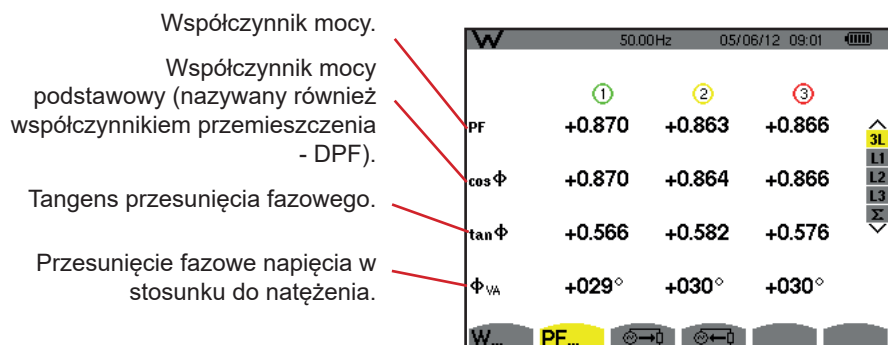 Współczynnik mocy.
Współczynnik mocy
podstawowy (nazywany również
współczynnikiem przemieszczenia
- DPF).
Tangens przesunięcia fazowego.
Przesunięcie fazowe napięcia w
stosunku do natężenia.
W 50.00Hz 05/06/12 09:01
1 2 3
PF +0.870 +0.863 +0.866
cos Φ +0.870 +0.864 +0.866
tan Φ +0.566 +0.582 +0.576
Φ VA +029° +030° +030°
3L
L1
L2
L3
Σ
W... PF...